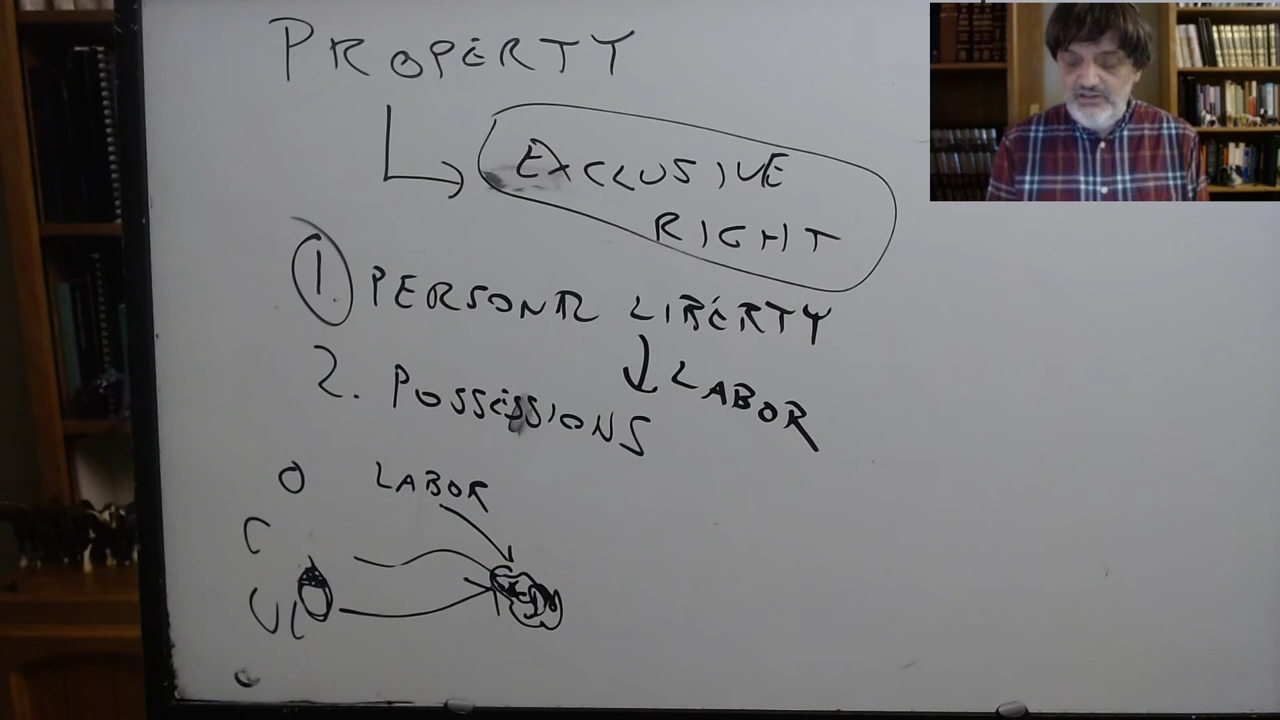 PROPERTY
EXCLUSIVE
RIGHT
1. PERSONAL LIBERTY
LABOR
2. POSSESSIONS
LABOR